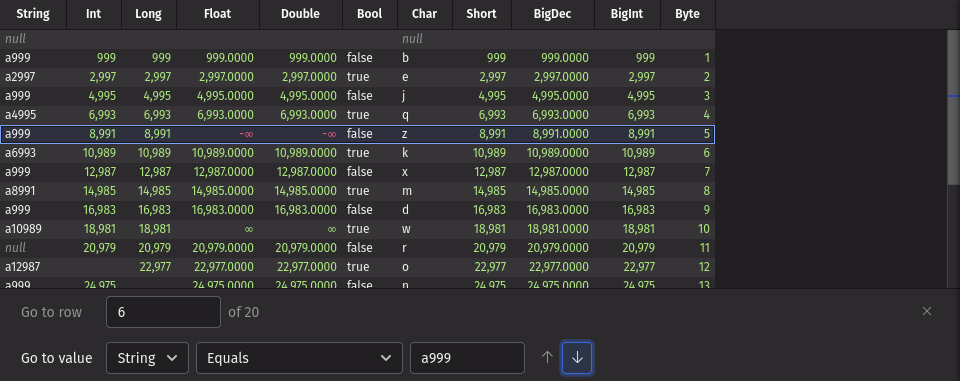 String Int Long Float Double Bool Char Short BigDec BigInt Byte
null null
a999 999 999 999.0000 999.0000 false b 999 999.0000 999 1
a2997 2,997 2,997 2,997.0000 2,997.0000 true e 2,997 2,997.0000 2,997 2
a999 4,995 4,995 4,995.0000 4,995.0000 false j 4,995 4,995.0000 4,995 3
a4995 6,993 6,993 6,993.0000 6,993.0000 true q 6,993 6,993.0000 6,993 4
a999 8,991 8,991 -∞ -∞ false z 8,991 8,991.0000 8,991 5
a6993 10,989 10,989 10,989.0000 10,989.0000 true k 10,989 10,989.0000 10,989 6
a999 12,987 12,987 12,987.0000 12,987.0000 false x 12,987 12,987.0000 12,987 7
a8991 14,985 14,985 14,985.0000 14,985.0000 true m 14,985 14,985.0000 14,985 8
a999 16,983 16,983 16,983.0000 16,983.0000 false d 16,983 16,983.0000 16,983 9
a10989 18,981 18,981 ∞ ∞ true w 18,981 18,981.0000 18,981 10
null 20,979 20,979 20,979.0000 20,979.0000 false r 20,979 20,979.0000 20,979 11
a12987 22,977 22,977.0000 22,977.0000 true o 22,977 22,977.0000 22,977 12
a999 24,975 24,975.0000 24,975.0000 false n 24,975 24,975.0000 24,975 13
Go to row 6 of 20
Go to value String Equals a999